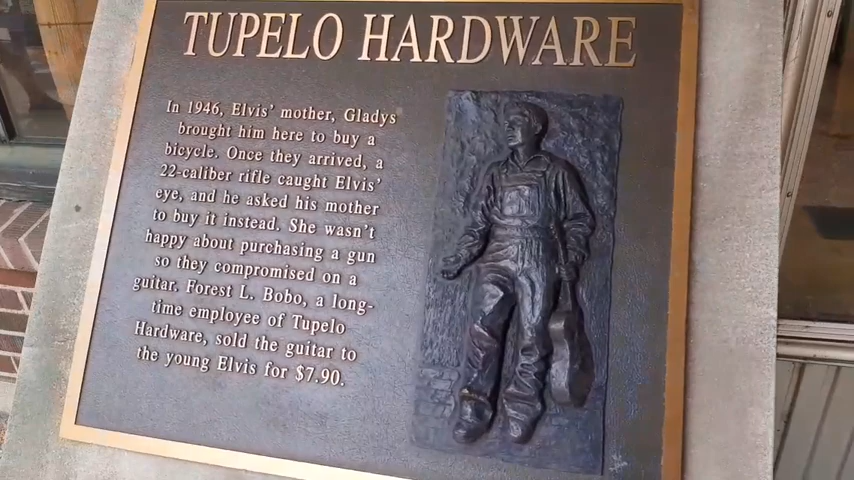 TUPELO HARDWARE
In 1946, Elvis' mother, Gladys
brought him here to buy a
bicycle. Once they arrived, a
22-caliber rifle caught Elvis'
eye, and he asked his mother
to buy it instead. She wasn't
happy about purchasing a gun
so they compromised on a
guitar. Forest L. Bobo, a long-
time employee of Tupelo
Hardware, sold the guitar to
the young Elvis for $7.90.